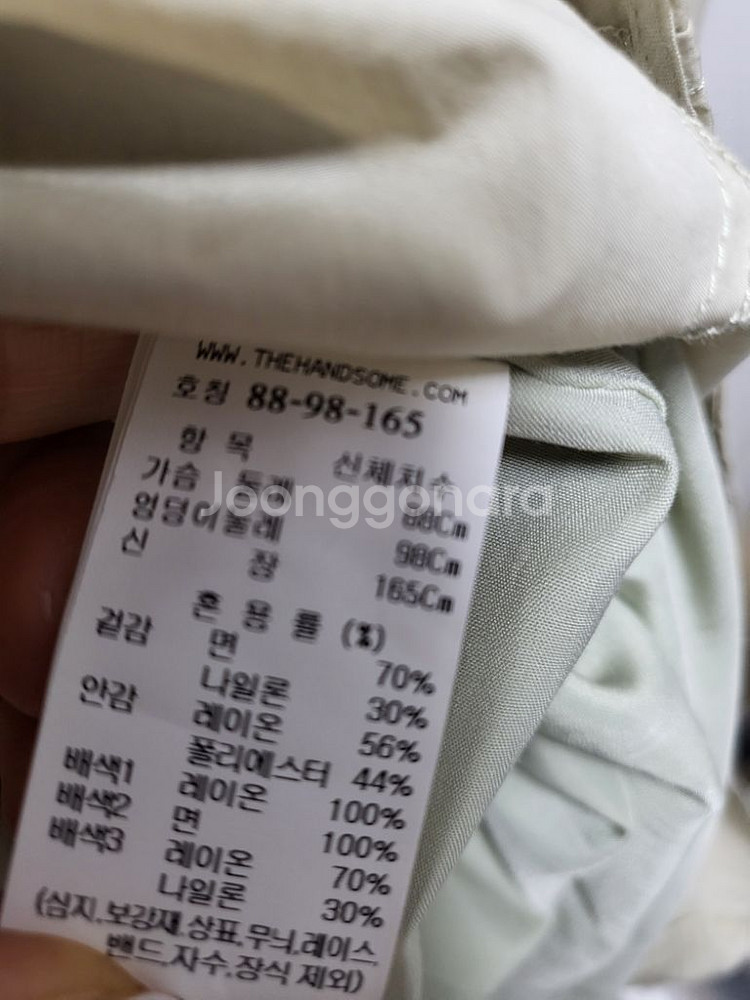 WWW.THEHANDSOME.COM
호칭 88-98-165
항 목 신체치수
가슴 둘레 88Cm
엉덩이둘레 98Cm
신 장 165Cm
혼 용 률 (%)
겉감 면 70%
나일론 30%
안감 레이온 56%
폴리에스터 44%
배색1 레이온 100%
배색2 면 100%
배색3 레이온 70%
나일론 30%
(심지,보강재,상표,무늬,레이스,
밴드,자수,장식 제외)
Joonggonara